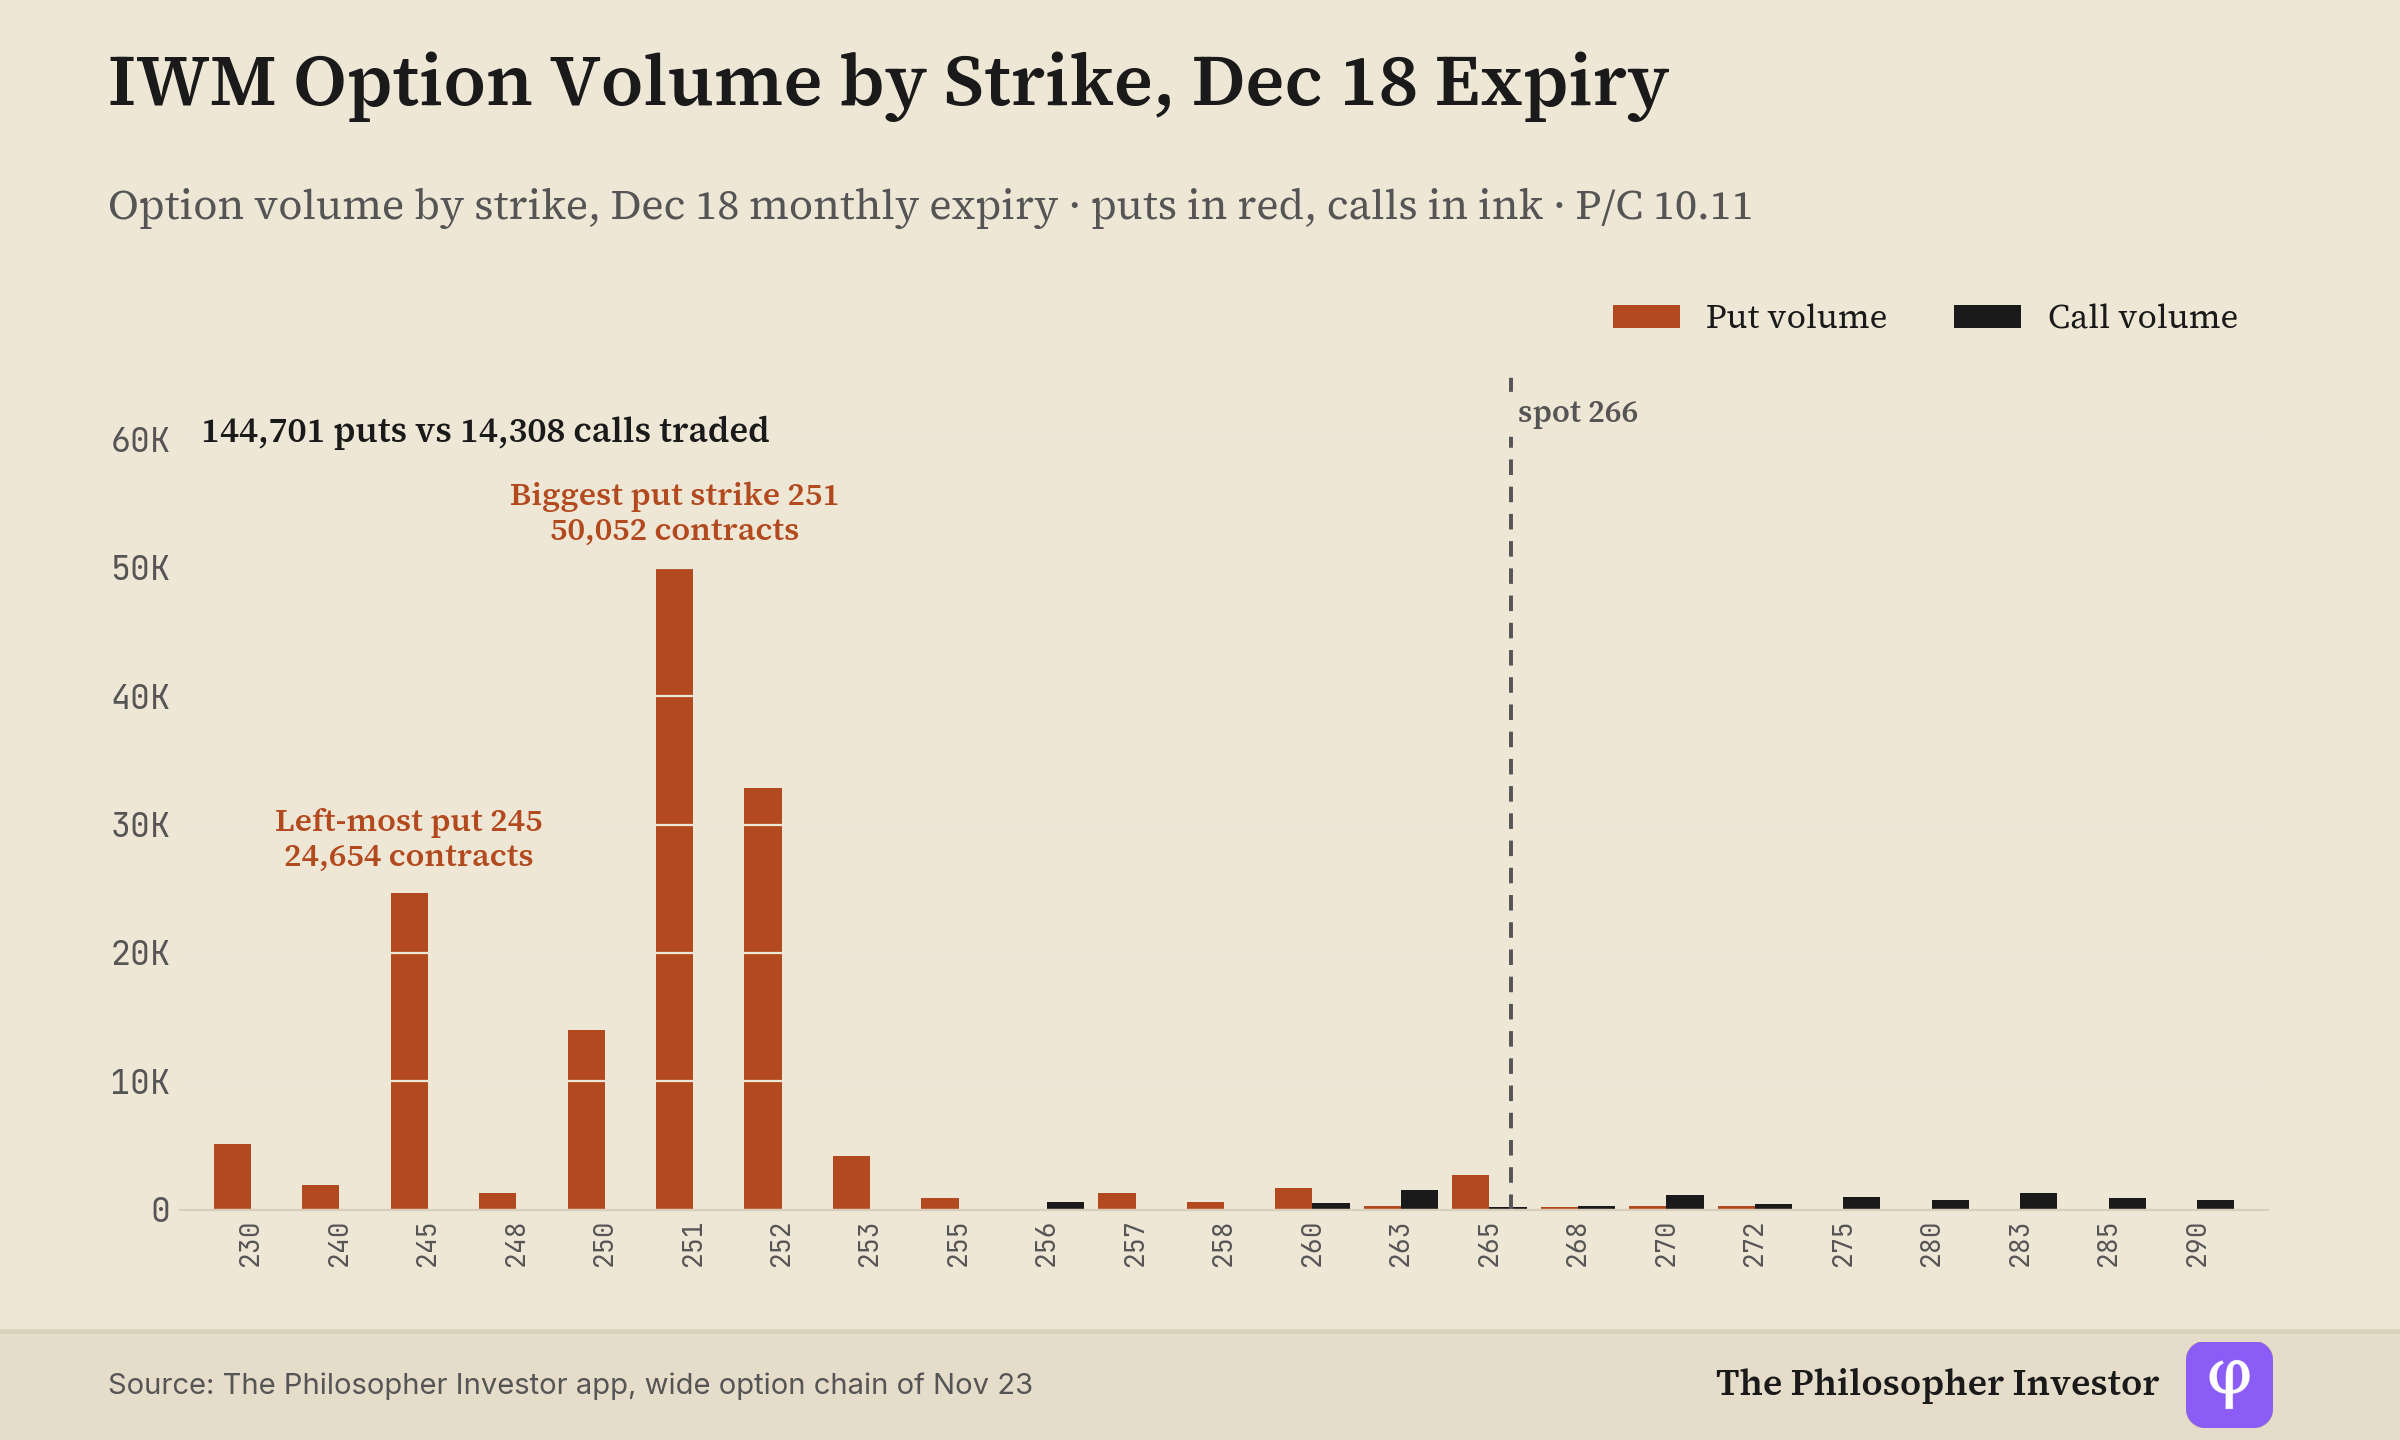 IWM Option Volume by Strike, Dec 18 Expiry
Option volume by strike, Dec 18 monthly expiry · puts in red, calls in ink · P/C 10.11
Put volume
Call volume
spot 266
144,701 puts vs 14,308 calls traded
Biggest put strike 251
50,052 contracts
Left-most put 245
24,654 contracts
60K
50K
40K
30K
20K
10K
0
230
240
245
248
250
251
252
253
255
256
257
258
260
263
265
268
270
272
275
280
283
285
290
Source: The Philosopher Investor app, wide option chain of Nov 23
The Philosopher Investor
φ